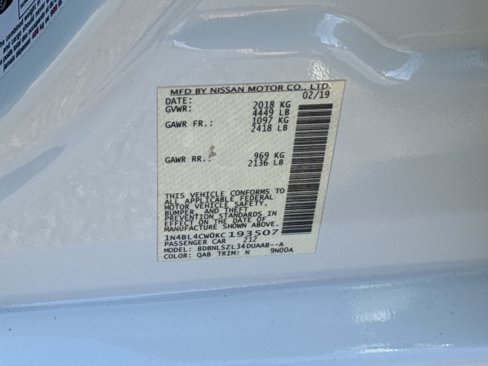 MFD BY NISSAN MOTOR CO., LTD.
DATE: 02/19
GVWR: 2018 KG
4449 LB
GAWR FR.: 1097 KG
2418 LB
GAWR RR.: 969 KG
2136 LB
THIS VEHICLE CONFORMS TO
ALL APPLICABLE FEDERAL
MOTOR VEHICLE SAFETY,
BUMPER, AND THEFT
PREVENTION STANDARDS IN
EFFECT ON THE DATE OF
MANUFACTURE SHOWN ABOVE.
1N4BL4CW0KC 193507
PASSENGER CAR 212
MODEL: BDBNLSZL34DUAAB--A
COLOR: QAB TRIM: N 9N00A